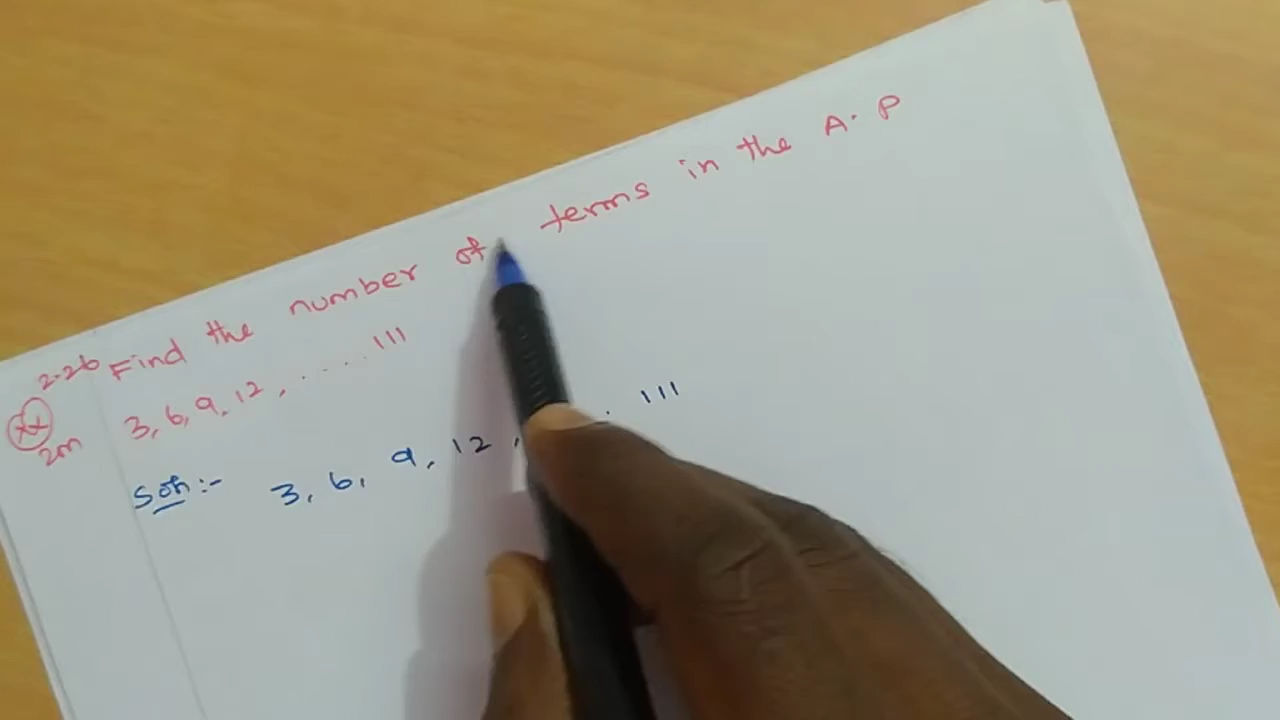 2.26 Find the number of terms in the A.P
3, 6, 9, 12, ..... 111
xx
2m
Soln:- 3, 6, 9, 12, . 111